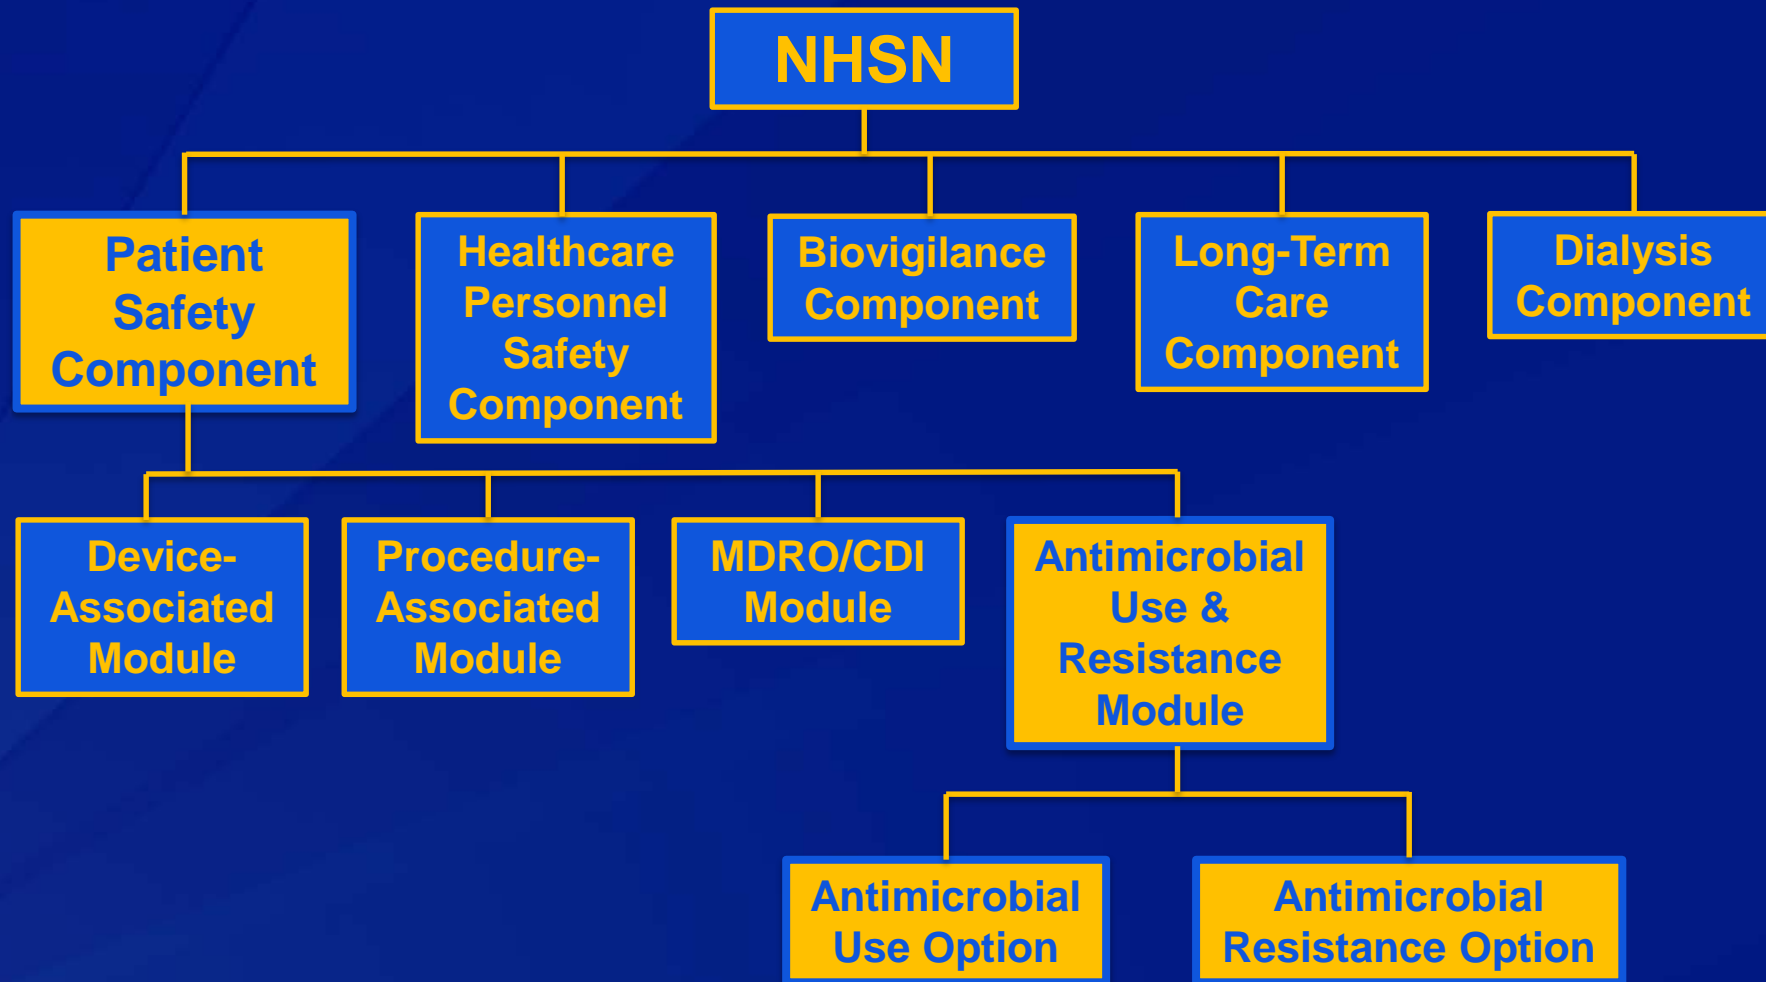 NHSN
Patient
Safety
Component
Healthcare
Personnel
Safety
Component
Biovigilance
Component
Long-Term
Care
Component
Dialysis
Component
Device-
Associated
Module
Procedure-
Associated
Module
MDRO/CDI
Module
Antimicrobial
Use &
Resistance
Module
Antimicrobial
Use Option
Antimicrobial
Resistance Option